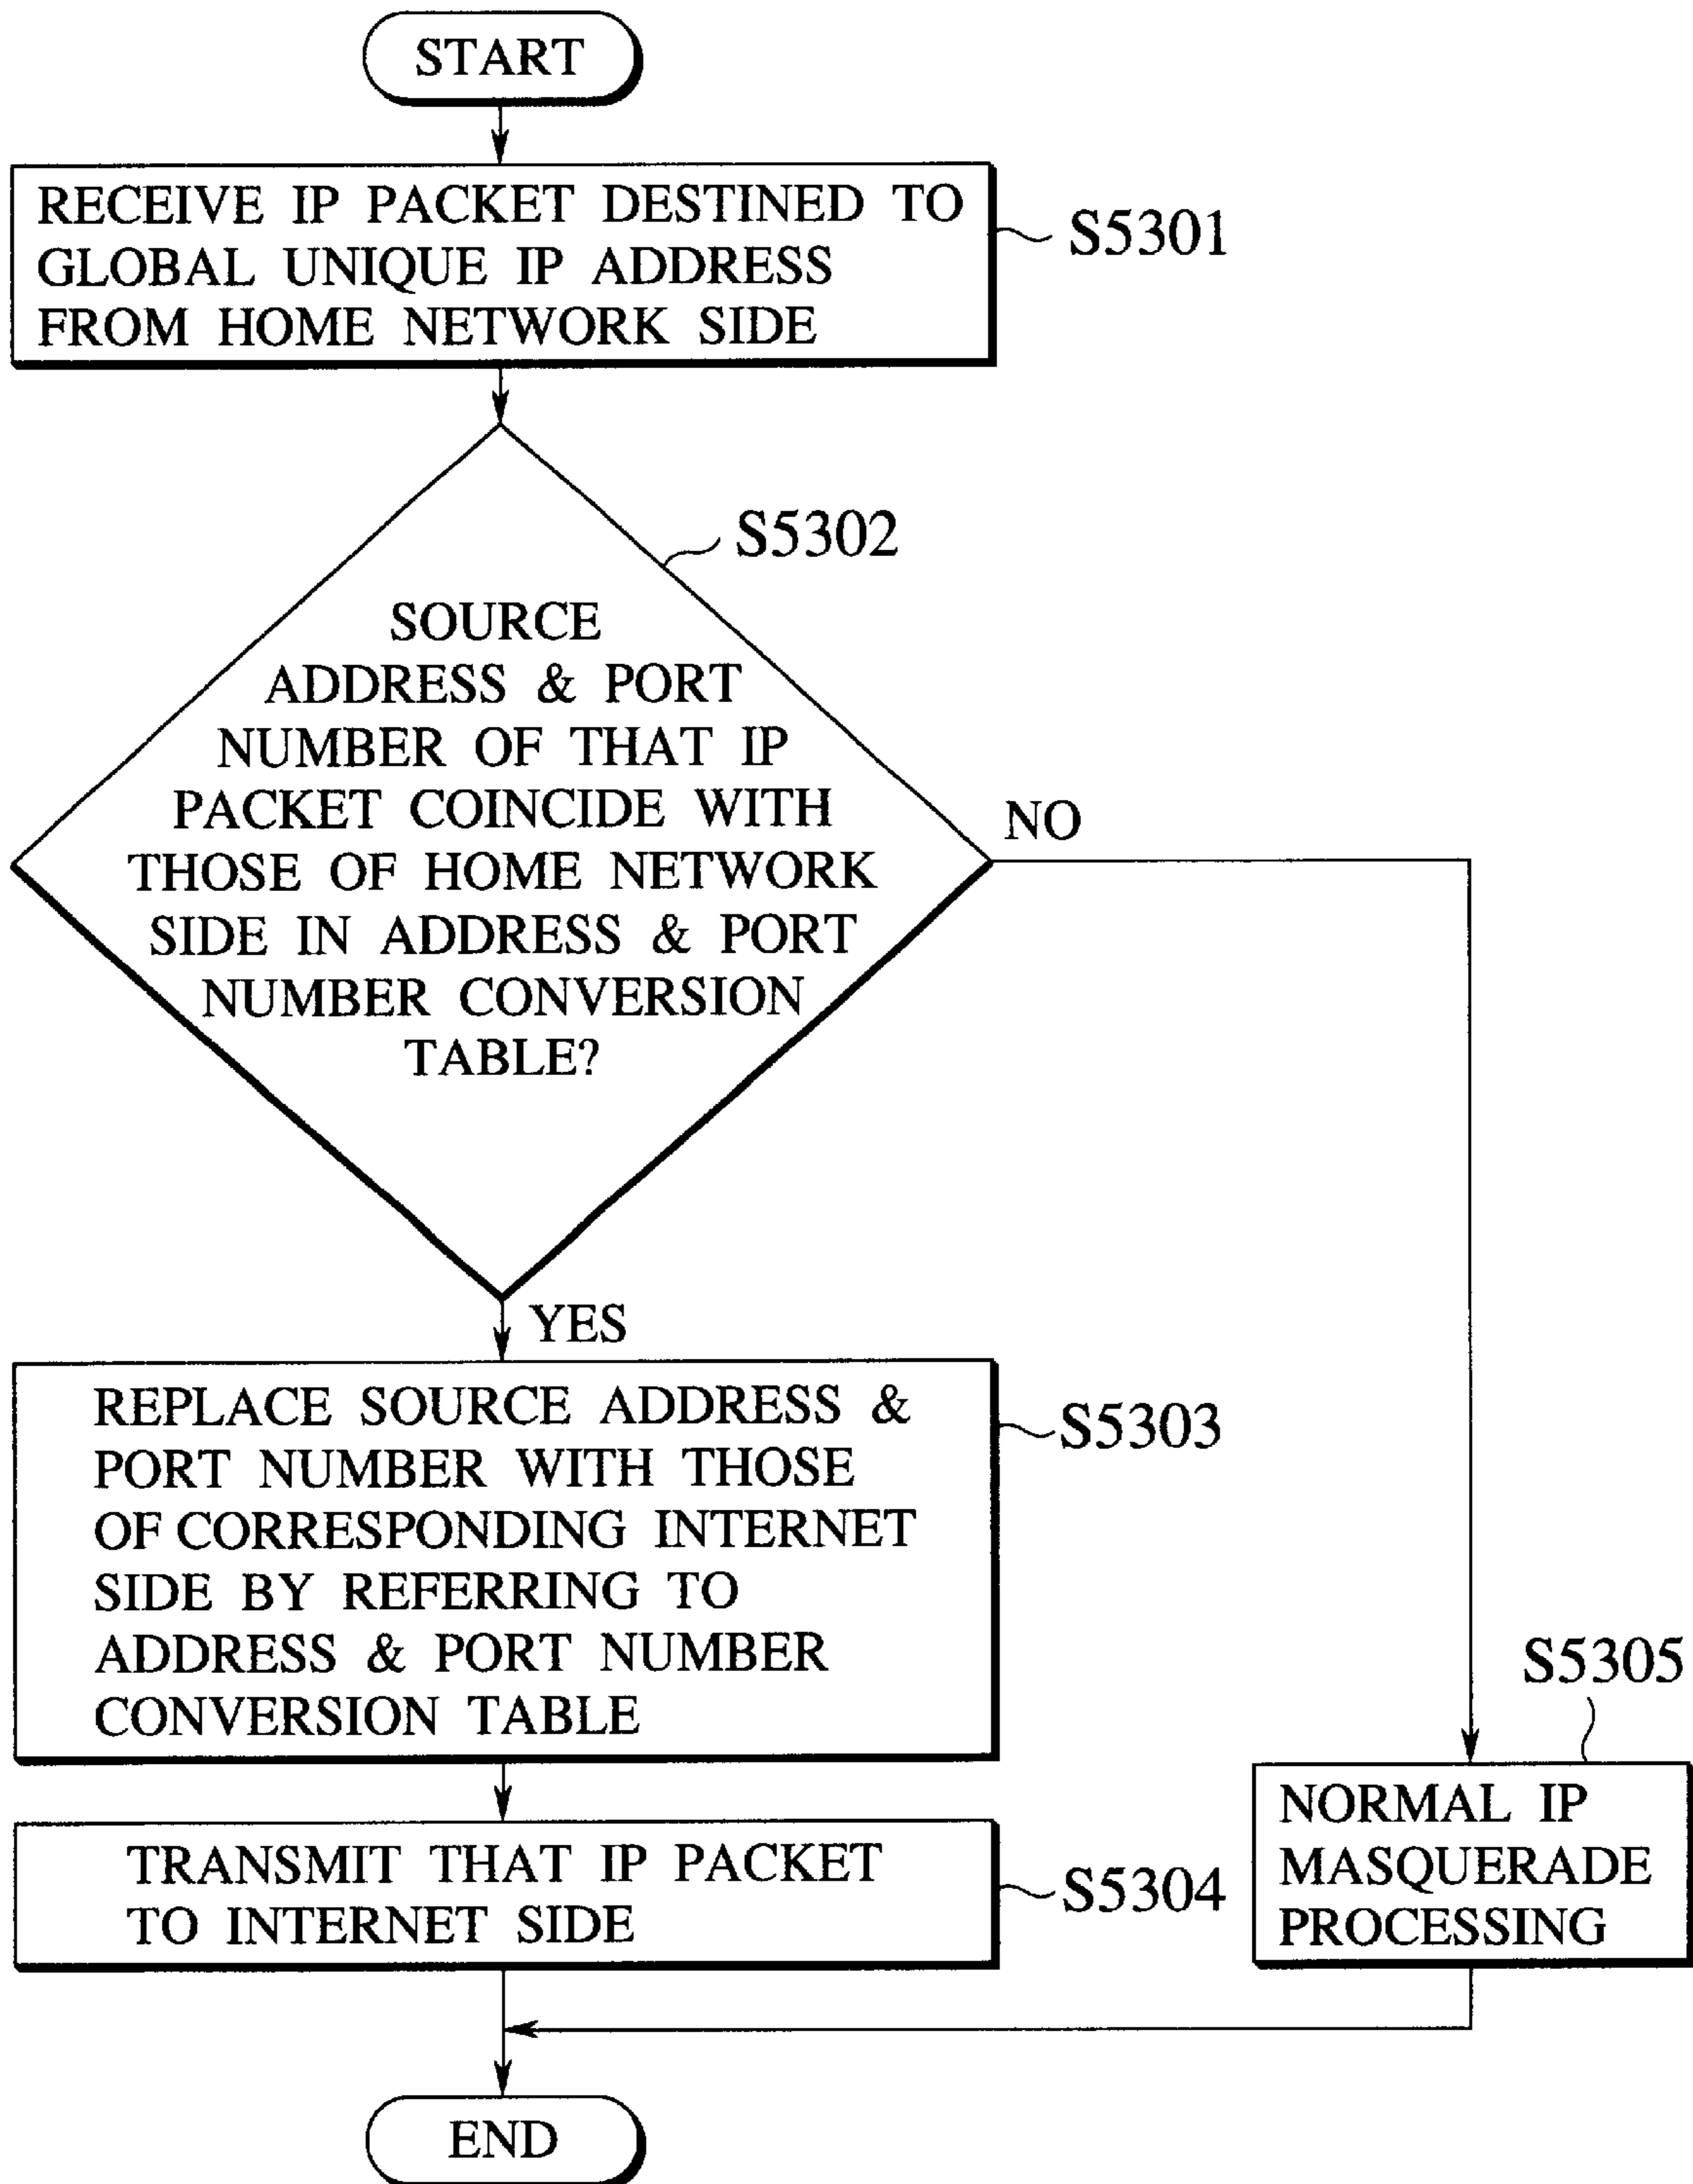 START
RECEIVE IP PACKET DESTINED TO
GLOBAL UNIQUE IP ADDRESS
FROM HOME NETWORK SIDE
S5301
S5302
SOURCE
ADDRESS & PORT
NUMBER OF THAT IP
PACKET COINCIDE WITH
THOSE OF HOME NETWORK
SIDE IN ADDRESS & PORT
NUMBER CONVERSION
TABLE?
NO
YES
REPLACE SOURCE ADDRESS &
PORT NUMBER WITH THOSE
OF CORRESPONDING INTERNET
SIDE BY REFERRING TO
ADDRESS & PORT NUMBER
CONVERSION TABLE
S5303
TRANSMIT THAT IP PACKET
TO INTERNET SIDE
S5304
S5305
NORMAL IP
MASQUERADE
PROCESSING
END